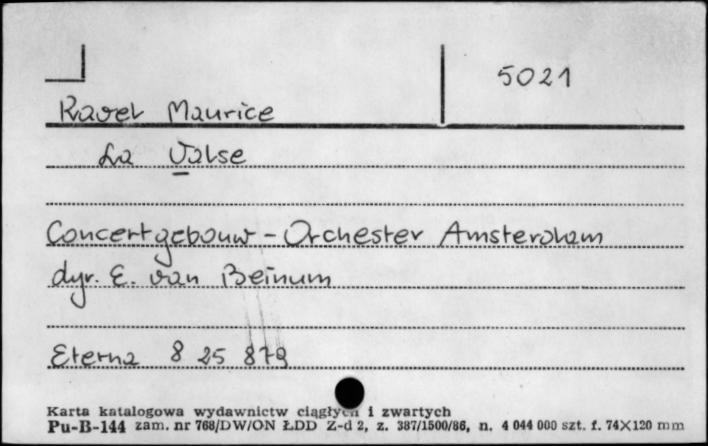 5021
Ravel Maurice
La Valse
Concertgebouw - Orchester Amsterdam
dyr. E. van Beinum
Eterna 8 25 879
Karta katalogowa wydawnictw ciągłych i zwartych
Pu-B-144 zam. nr 768/DW/ON ŁDD Z-d 2, z. 387/1500/86, n. 4 044 000 szt. f. 74×120 mm